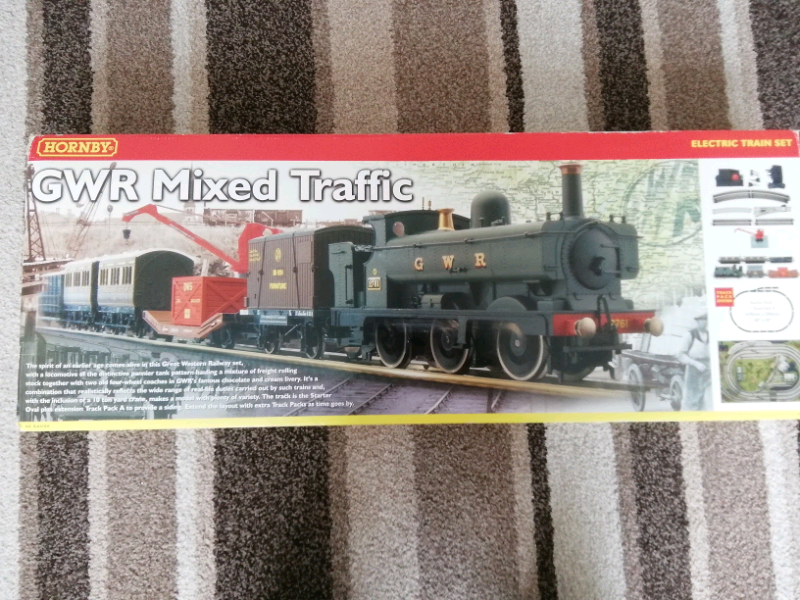 HORNBY
ELECTRIC TRAIN SET
GWR Mixed Traffic
G W R
2761
FURNITURE
The spirit of an earlier age comes alive in this Great Western Railway set,
with a locomotive of the distinctive pannier tank pattern hauling a mixture of freight rolling
stock together with two old four-wheel coaches in GWR's famous chocolate and cream livery. It's a
combination that realistically reflects the wide range of real-life duties carried out by such trains and,
with the inclusion of a 10 ton yard crane, makes a model with plenty of variety. The track is the Starter
Oval plus extension Track Pack A to provide a siding. Extend the layout with extra Track Packs as time goes by.